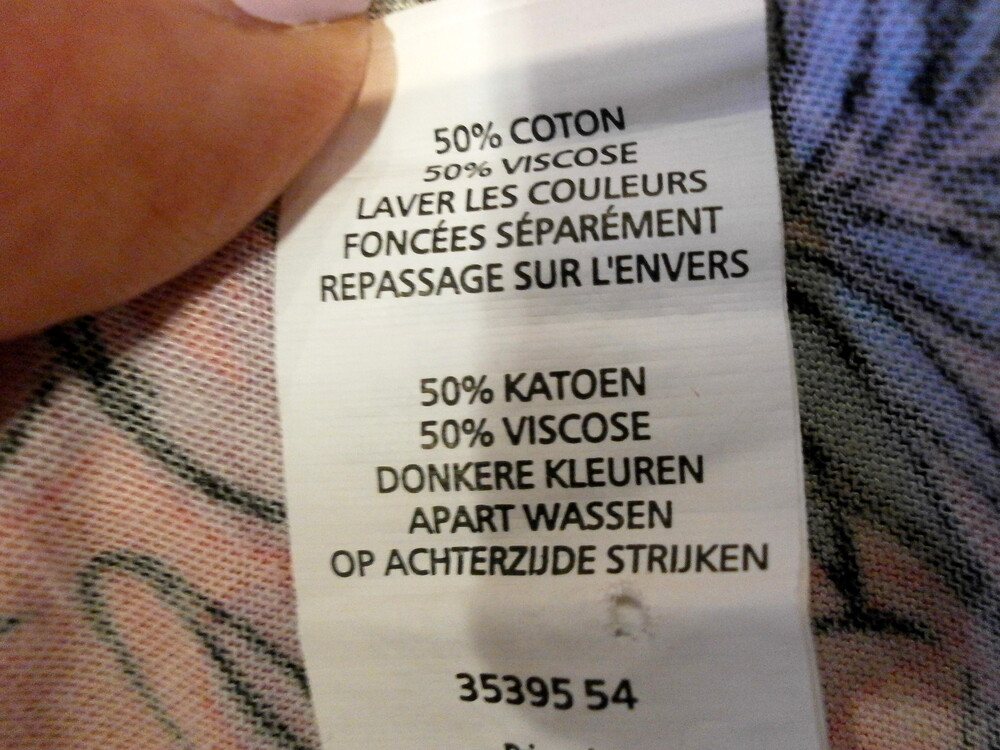 50% COTON
50% VISCOSE
LAVER LES COULEURS
FONCÉES SÉPARÉMENT
REPASSAGE SUR L'ENVERS
50% KATOEN
50% VISCOSE
DONKERE KLEUREN
APART WASSEN
OP ACHTERZIJDE STRIJKEN
35395 54